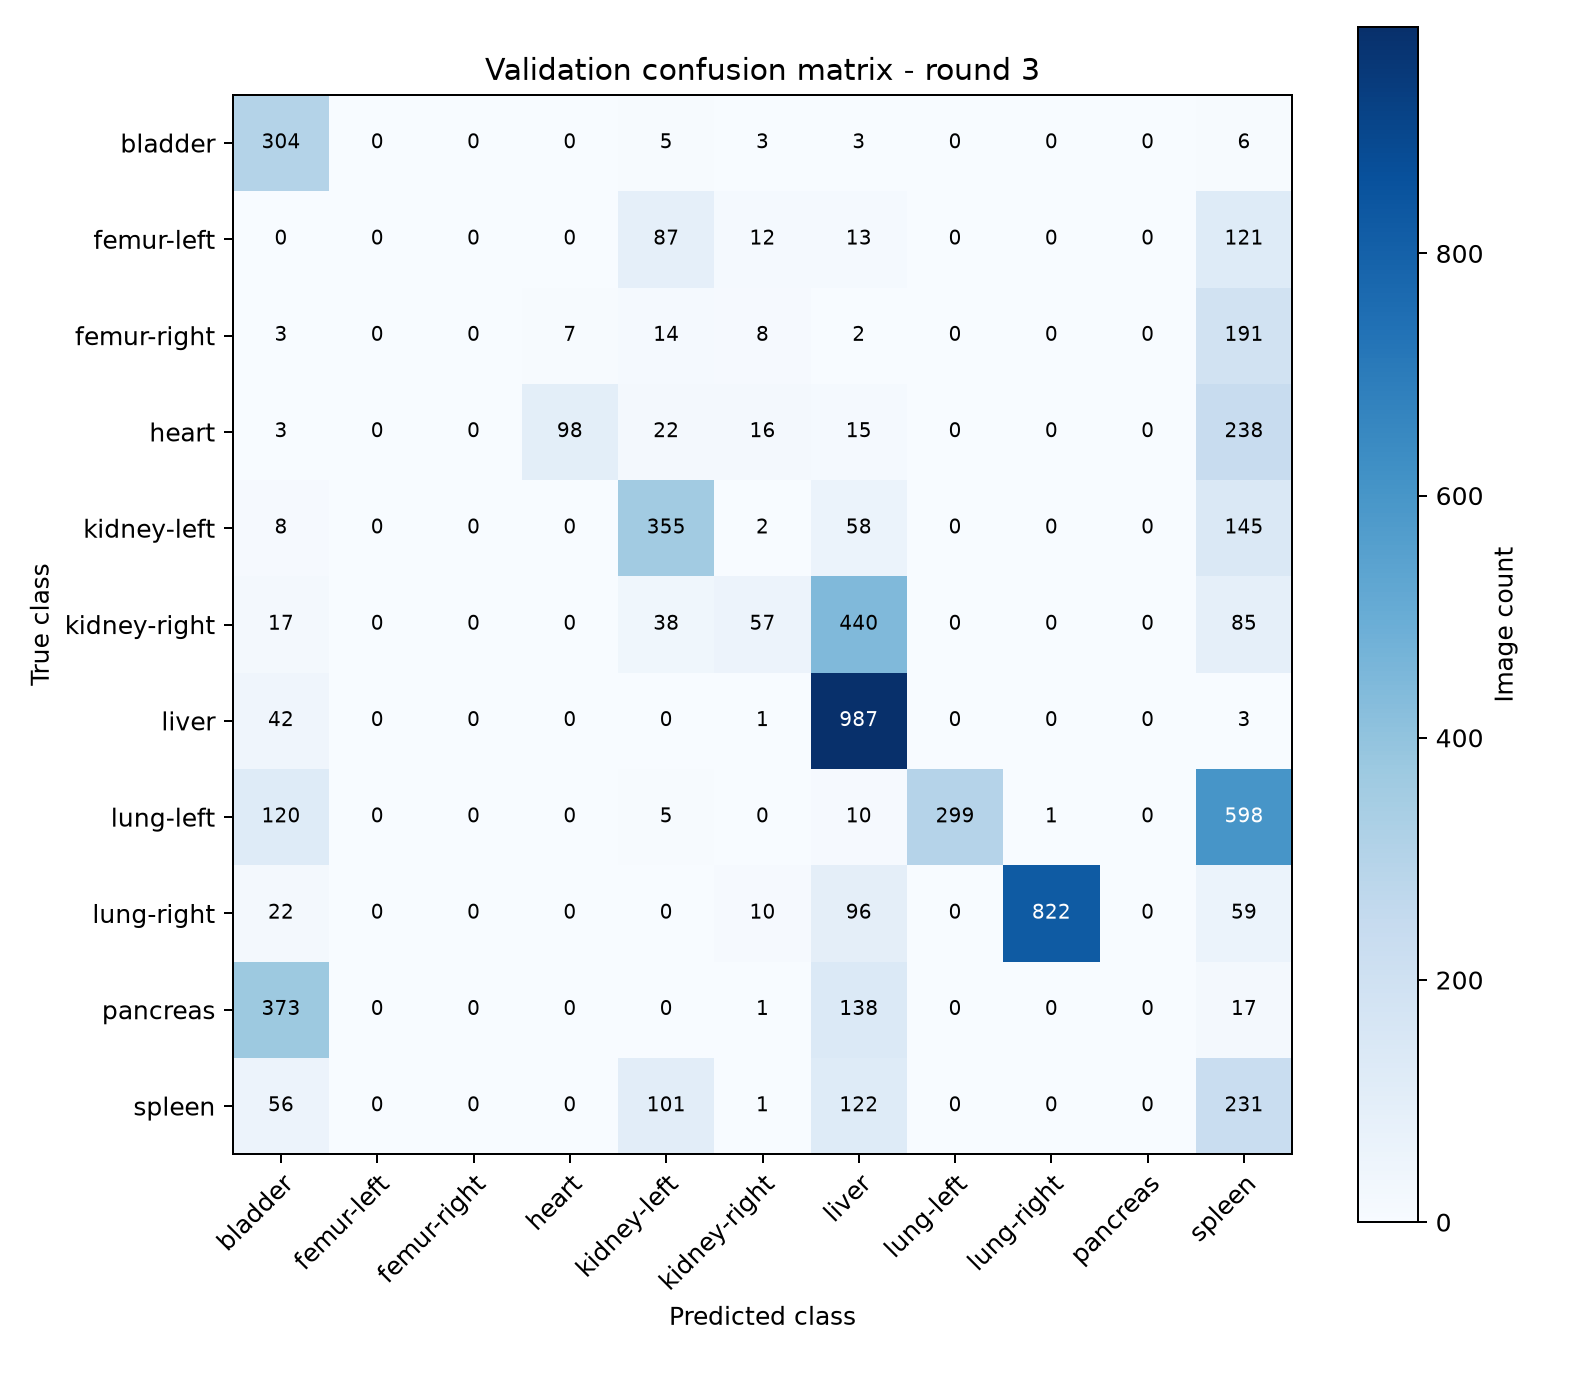 Validation confusion matrix - round 3
True class
bladder 304 0 0 0 5 3 3 0 0 0 6
femur-left 0 0 0 0 87 12 13 0 0 0 121
femur-right 3 0 0 7 14 8 2 0 0 0 191
heart 3 0 0 98 22 16 15 0 0 0 238
kidney-left 8 0 0 0 355 2 58 0 0 0 145
kidney-right 17 0 0 0 38 57 440 0 0 0 85
liver 42 0 0 0 0 1 987 0 0 0 3
lung-left 120 0 0 0 5 0 10 299 1 0 598
lung-right 22 0 0 0 0 10 96 0 822 0 59
pancreas 373 0 0 0 0 1 138 0 0 0 17
spleen 56 0 0 0 101 1 122 0 0 0 231
bladder femur-left femur-right heart kidney-left kidney-right liver lung-left lung-right pancreas spleen
Predicted class
800
600
400
200
0
Image count